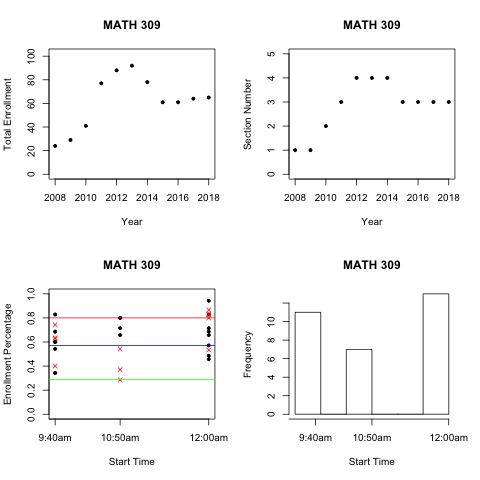 MATH 309
Total Enrollment
0 20 40 60 80 100
2008 2010 2012 2014 2016 2018
Year
MATH 309
Section Number
0 1 2 3 4 5
2008 2010 2012 2014 2016 2018
Year
MATH 309
Enrollment Percentage
0.0 0.2 0.4 0.6 0.8 1.0
9:40am 10:50am 12:00am
Start Time
MATH 309
Frequency
0 2 4 6 8 10
9:40am 10:50am 12:00am
Start Time